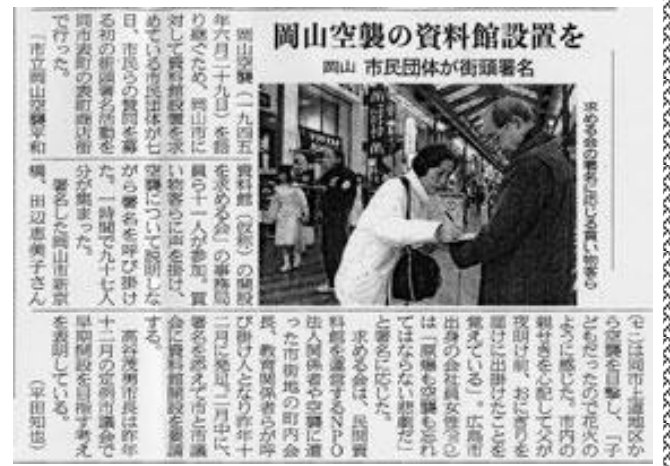 岡山空襲の資料館設置を
岡山 市民団体が街頭署名
求める会の署名に応じる買い物客ら
岡山空襲(一九四五
年六月二十九日)を語
り継ぐため、岡山市に
対して資料館設置を求
めている市民団体が七
日、市民らの賛同を募
る初の街頭署名活動を
同市表町の表町商店街
で行った。
「市立岡山空襲平和
資料館(仮称)の開設
を求める会」の事務局
員ら十一人が参加。買
い物客らに声を掛け、
空襲について説明しな
がら署名を呼び掛け
た。一時間で九十七人
分が集まった。
署名した岡山市新京
橋、田辺恵美子さん
は同市上道地区か
ら空襲を目撃し、「子
どもだったので花火の
ように感じた。市内の
親せきを心配して父が
夜明け前、おにぎりを
届けに出掛けたことを
覚えている」。広島市
出身の会社員女性
は「原爆も空襲も忘れ
てはならない悲劇だ」
と署名に応じた。
求める会は、民間資
料館を運営するNPO
法人関係者や空襲に遭
った市街地の町内会
長、教育関係者らが呼
び掛け人となり昨年十
二月に発足。二月中に、
署名を添えて市と市議
会に資料館開設を要請
する。
高谷茂男市長は昨年
十二月の定例市議会で
早期開設を目指す考え
を表明している。
(平田知也)